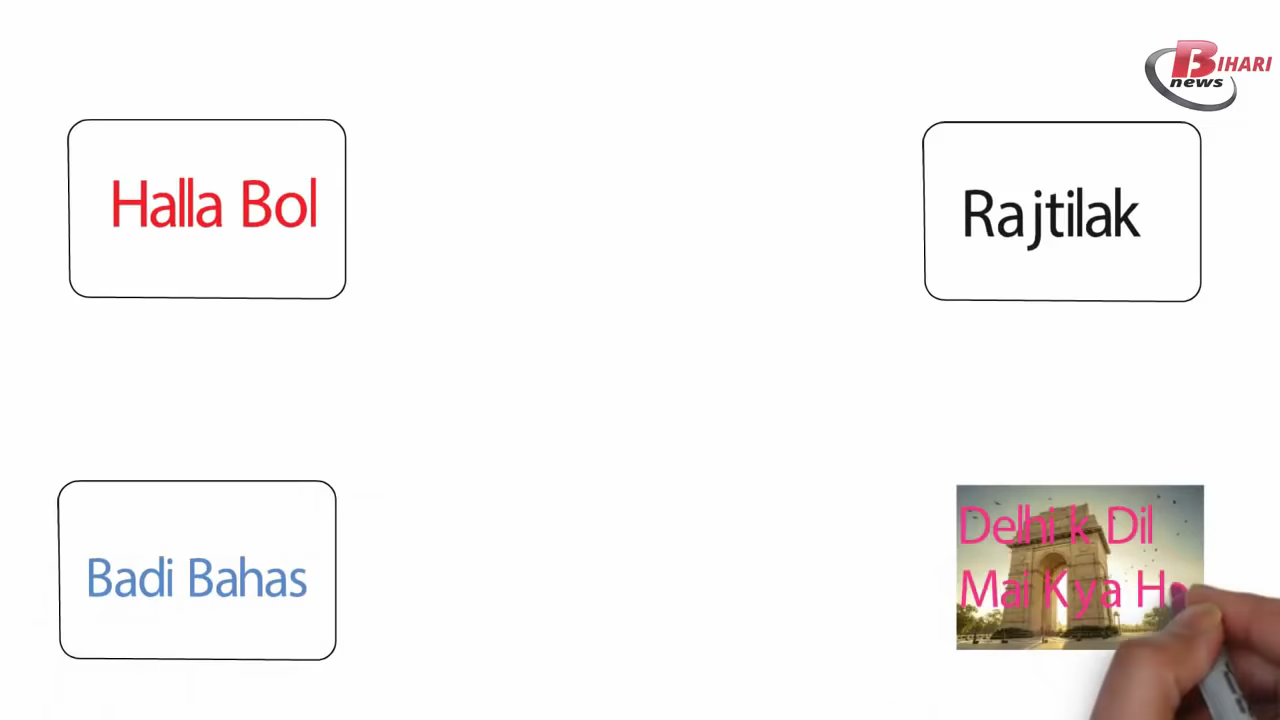 BIHARI
news
Halla Bol
Rajtilak
Badi Bahas
Delhi k Dil
Mai Kya